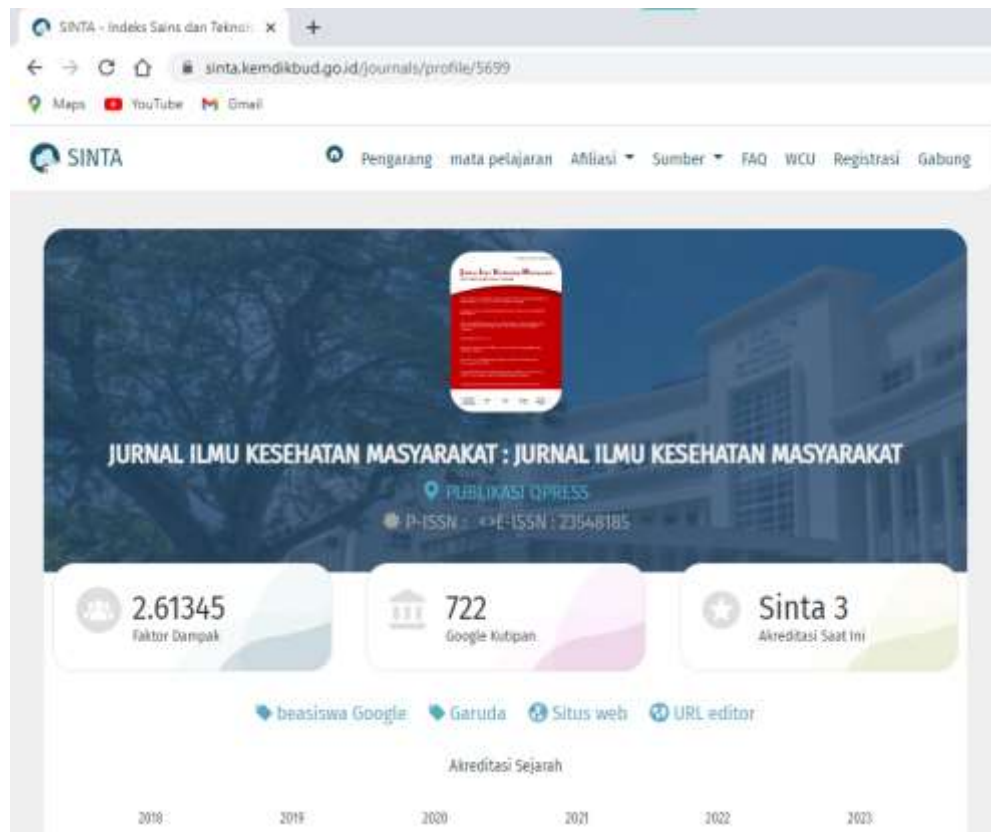 SINTA - Indeks Sains dan Teknol
sinta.kemdikbud.go.id/journals/profile/5699
Maps YouTube Gmail
SINTA Pengarang mata pelajaran Afiliasi Sumber FAQ WCU Registrasi Gabung
JURNAL ILMU KESEHATAN MASYARAKAT : JURNAL ILMU KESEHATAN MASYARAKAT
PUBLIKASI QPRESS
P-ISSN : <>E-ISSN : 23548185
2.61345
Faktor Dampak
722
Google Kutipan
Sinta 3
Akreditasi Saat Ini
beasiswa Google Garuda Situs web URL editor
Akreditasi Sejarah
2018 2019 2020 2021 2022 2023